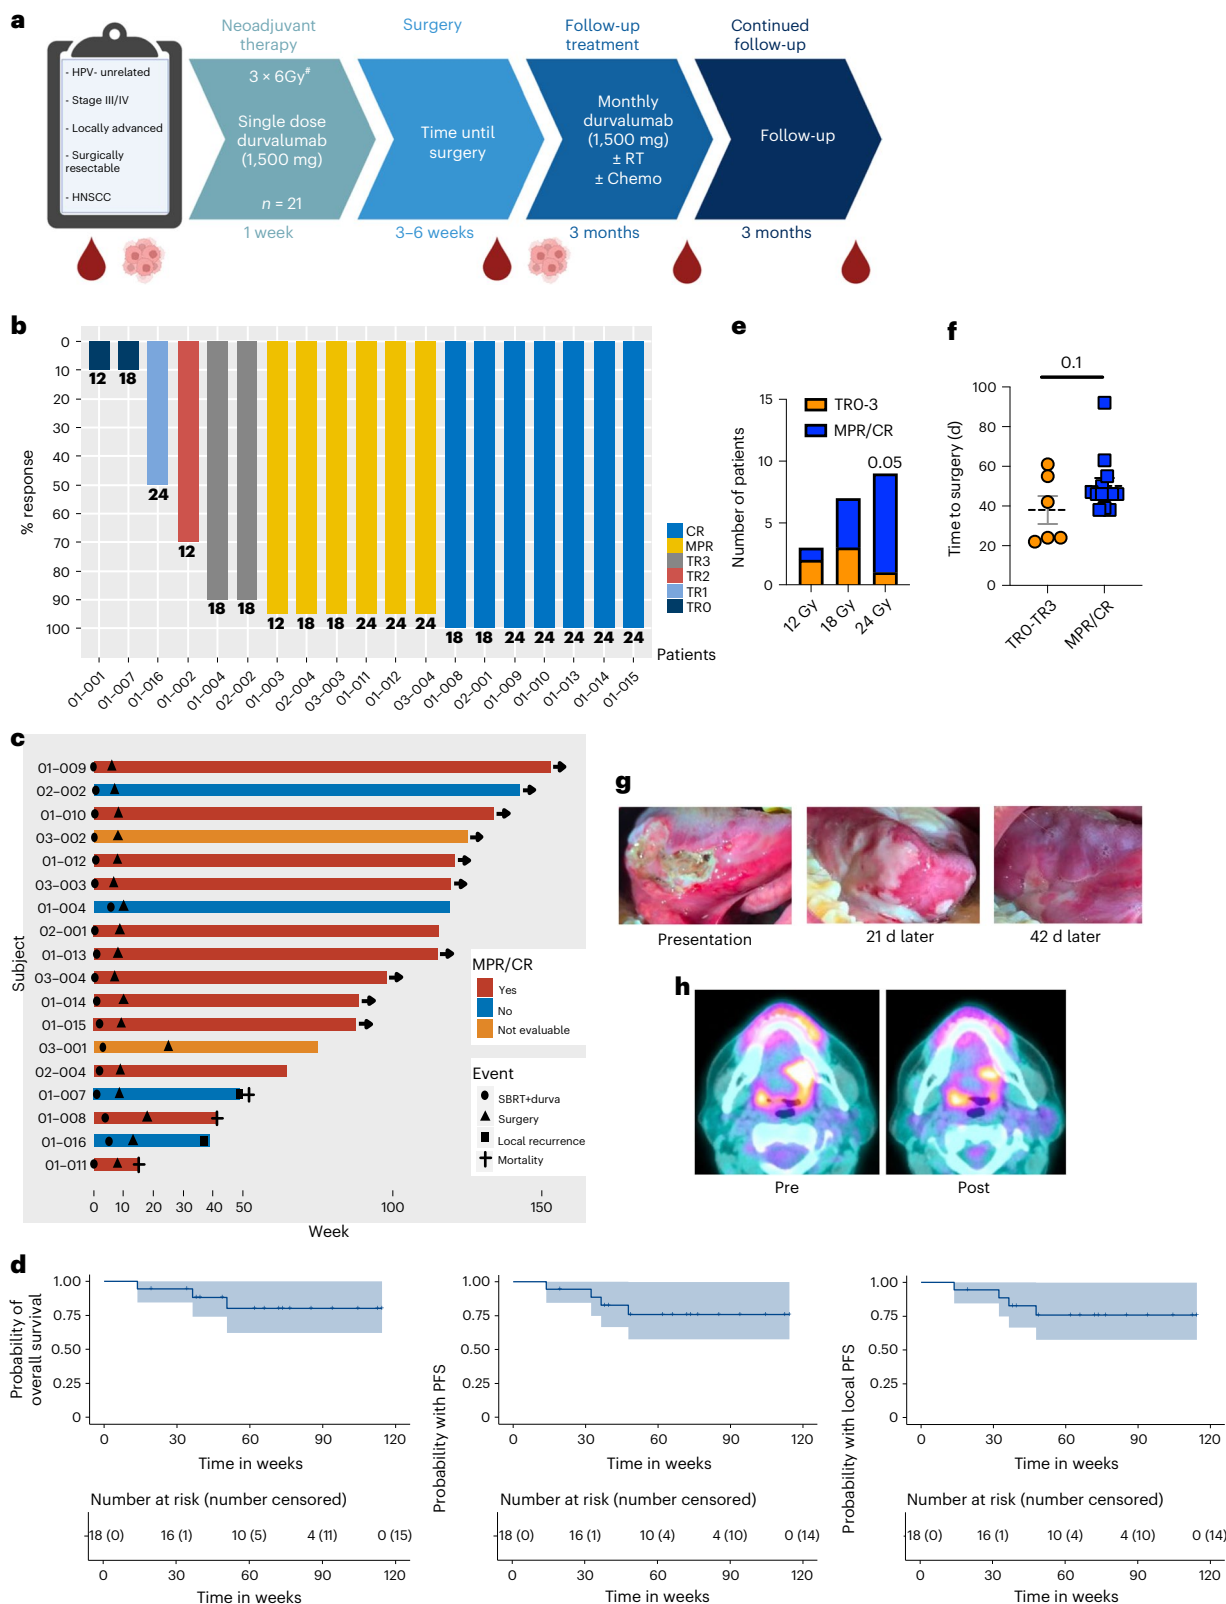 a
Neoadjuvant
therapy
Surgery
Follow-up
treatment
Continued
follow-up
- HPV- unrelated
- Stage III/IV
- Locally advanced
- Surgically
resectable
- HNSCC
3 × 6Gy#
Single dose
durvalumab
(1,500 mg)
n = 21
Time until
surgery
Monthly
durvalumab
(1,500 mg)
± RT
± Chemo
Follow-up
1 week
3–6 weeks
3 months
3 months
b
% response
0
10
20
30
40
50
60
70
80
90
100
12
18
24
12
18
18
12
18
18
24
24
24
18
18
24
24
24
24
24
CR
MPR
TR3
TR2
TR1
TR0
Patients
01–001
01–007
01–016
01–002
01–004
02–002
01–003
02–004
03–003
01–011
01–012
03–004
01–008
02–001
01–009
01–010
01–013
01–014
01–015
e
Number of patients
15
10
5
0
TR0-3
MPR/CR
0.05
12 Gy
18 Gy
24 Gy
f
Time to surgery (d)
0.1
100
80
60
40
20
0
TR0-TR3
MPR/CR
c
Subject
01–009
02–002
01–010
03–002
01–012
03–003
01–004
02–001
01–013
03–004
01–014
01–015
03–001
02–004
01–007
01–008
01–016
01–011
0 10 20 30 40 50 100 150
Week
MPR/CR
Yes
No
Not evaluable
Event
SBRT+durva
Surgery
Local recurrence
Mortality
g
Presentation
21 d later
42 d later
h
Pre
Post
d
Probability of
overall survival
1.00
0.75
0.50
0.25
0
0 30 60 90 120
Time in weeks
Number at risk (number censored)
18 (0) 16 (1) 10 (5) 4 (11) 0 (15)
0 30 60 90 120
Time in weeks
Probability with PFS
1.00
0.75
0.50
0.25
0
0 30 60 90 120
Time in weeks
Number at risk (number censored)
18 (0) 16 (1) 10 (4) 4 (10) 0 (14)
0 30 60 90 120
Time in weeks
Probability with local PFS
1.00
0.75
0.50
0.25
0
0 30 60 90 120
Time in weeks
Number at risk (number censored)
18 (0) 16 (1) 10 (4) 4 (10) 0 (14)
0 30 60 90 120
Time in weeks